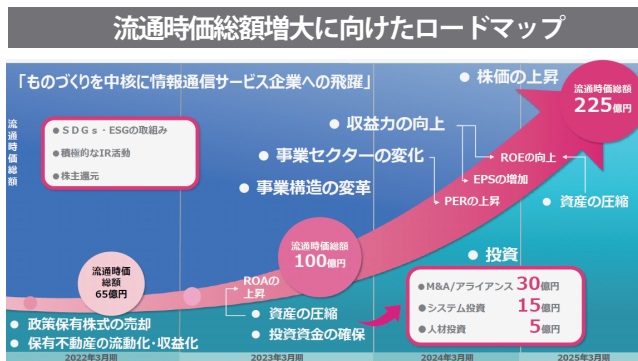 流通時価総額増大に向けたロードマップ
「ものづくりを中核に情報通信サービス企業への飛躍」
流通時価総額
● SDGs・ESGの取組み
● 積極的なIR活動
● 株主還元
● 株価の上昇
流通時価総額
225億円
● 収益力の向上
● 事業セクターの変化
● 事業構造の変革
ROEの向上
EPSの増加
PERの上昇
● 資産の圧縮
流通時価総額
100億円
流通時価
総額
65億円
ROAの
上昇
● 資産の圧縮
● 投資資金の確保
● 投資
● M&A/アライアンス 30億円
● システム投資 15億円
● 人材投資 5億円
● 政策保有株式の売却
● 保有不動産の流動化・収益化
2022年3月期
2023年3月期
2024年3月期
2025年3月期